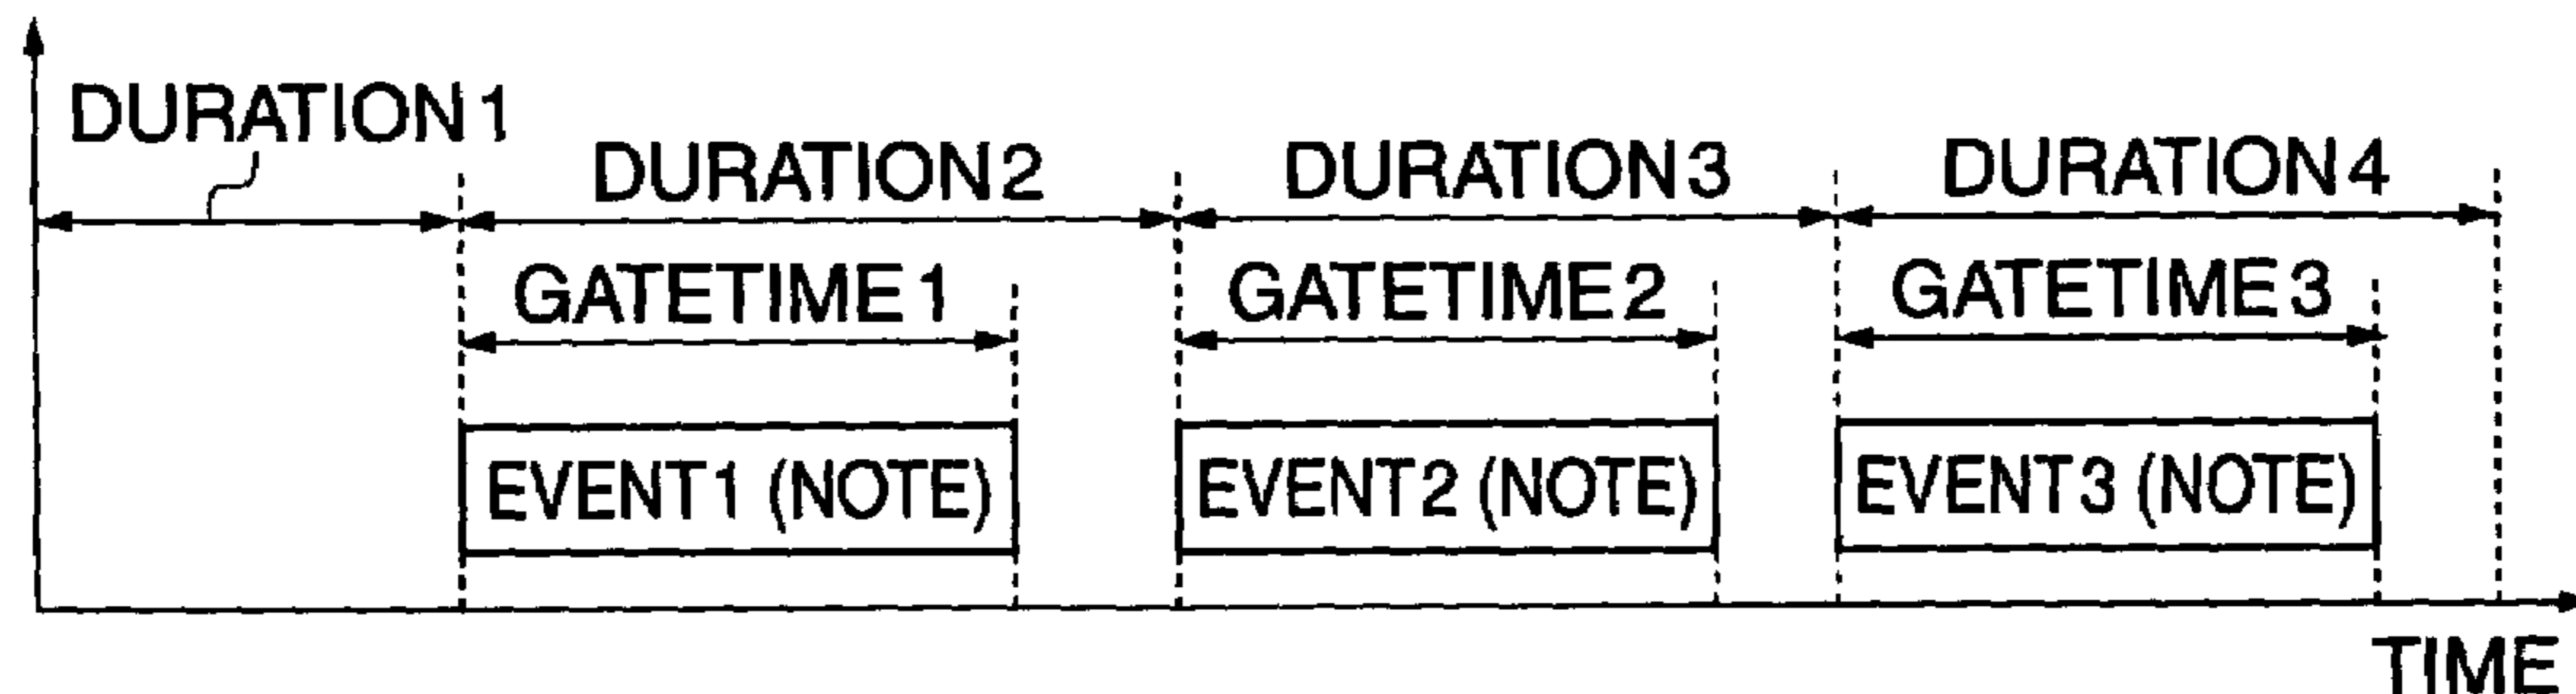 DURATION1
DURATION2
DURATION3
DURATION4
GATETIME1
GATETIME2
GATETIME3
EVENT1 (NOTE)
EVENT2 (NOTE)
EVENT3 (NOTE)
TIME